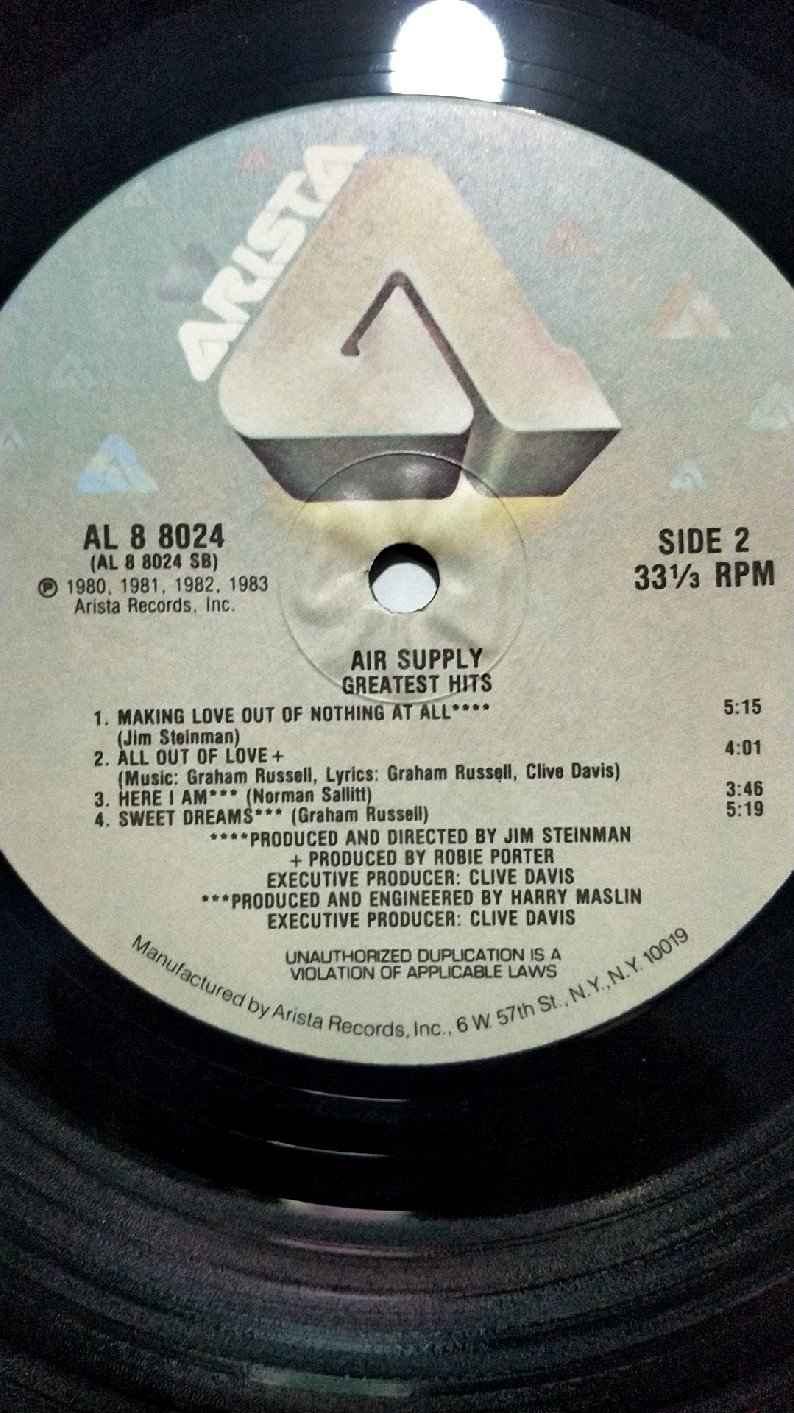 ARISTA
AL 8 8024
(AL 8 8024 SB)
℗ 1980, 1981, 1982, 1983
Arista Records, Inc.
SIDE 2
33⅓ RPM
AIR SUPPLY
GREATEST HITS
1. MAKING LOVE OUT OF NOTHING AT ALL**** 5:15
(Jim Steinman)
2. ALL OUT OF LOVE+ 4:01
(Music: Graham Russell, Lyrics: Graham Russell, Clive Davis)
3. HERE I AM*** (Norman Sallitt) 3:46
4. SWEET DREAMS*** (Graham Russell) 5:19
****PRODUCED AND DIRECTED BY JIM STEINMAN
+ PRODUCED BY ROBIE PORTER
EXECUTIVE PRODUCER: CLIVE DAVIS
***PRODUCED AND ENGINEERED BY HARRY MASLIN
EXECUTIVE PRODUCER: CLIVE DAVIS
UNAUTHORIZED DUPLICATION IS A
VIOLATION OF APPLICABLE LAWS
Manufactured by Arista Records, Inc., 6 W. 57th St., N.Y., N.Y. 10019